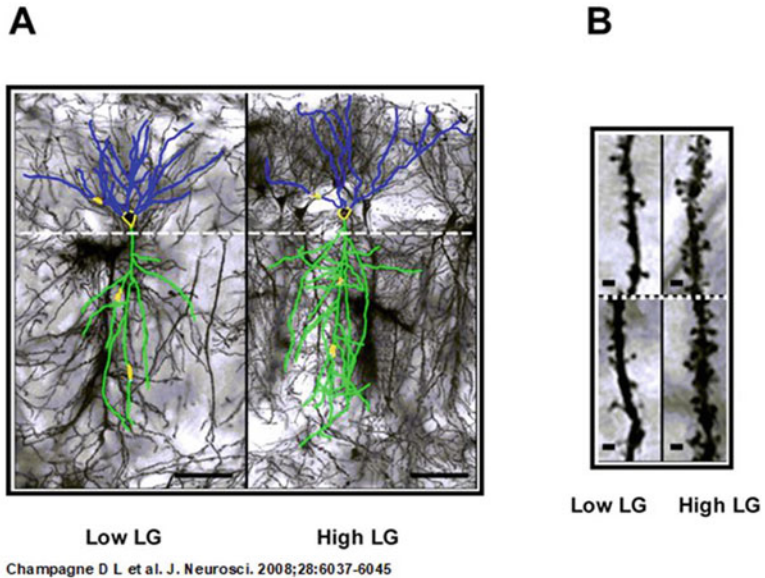 A
B
Low LG
High LG
Low LG
High LG
Champagne D L et al. J. Neurosci. 2008;28:6037-6045